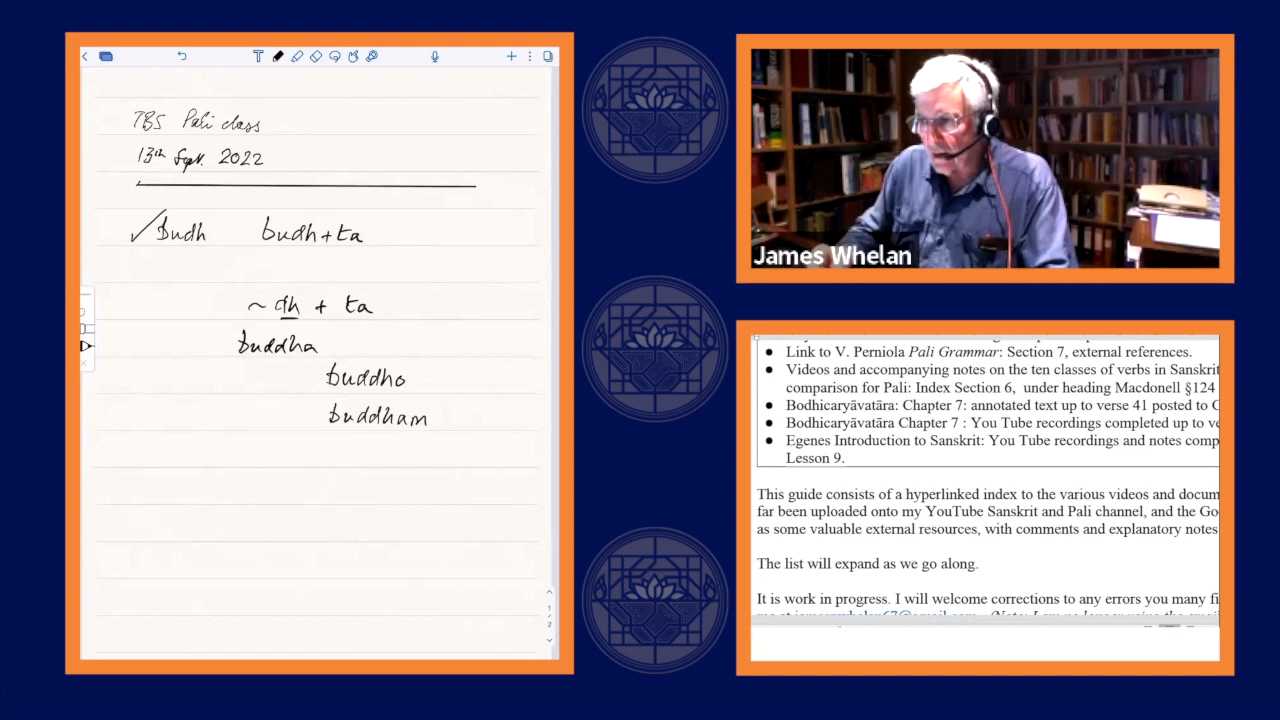 TBS Pali class
13th Sept. 2022
√budh budh+ta
~dh + ta
buddha
buddho
buddham
1
2
James Whelan
● Link to V. Perniola Pali Grammar: Section 7, external references.
● Videos and accompanying notes on the ten classes of verbs in Sanskrit
comparison for Pali: Index Section 6, under heading Macdonell §124
● Bodhicaryāvatāra: Chapter 7: annotated text up to verse 41 posted to
● Bodhicaryāvatāra Chapter 7 : You Tube recordings completed up to
● Egenes Introduction to Sanskrit: You Tube recordings and notes
Lesson 9.
This guide consists of a hyperlinked index to the various videos and
far been uploaded onto my YouTube Sanskrit and Pali channel, and the
as some valuable external resources, with comments and explanatory notes
The list will expand as we go along.
It is work in progress. I will welcome corrections to any errors you many